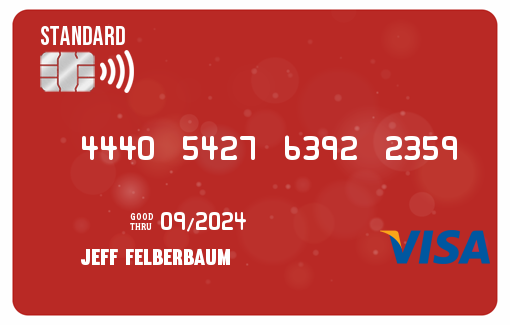 STANDARD
4440 5427 6392 2359
GOOD
THRU 09/2024
JEFF FELBERBAUM
VISA